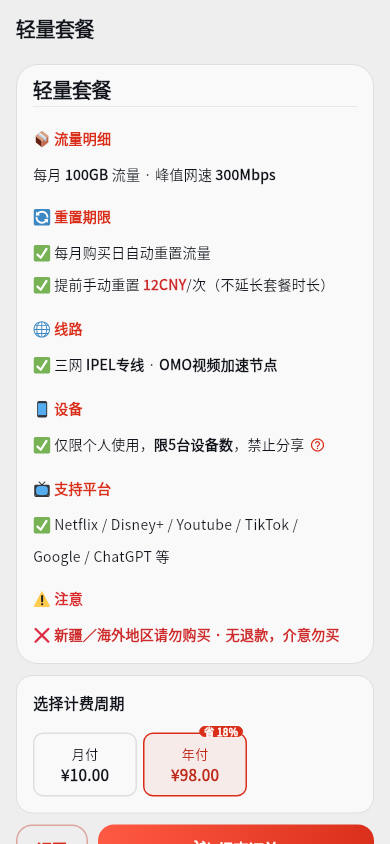 轻量套餐
轻量套餐
流量明细
每月 100GB 流量 · 峰值网速 300Mbps
重置期限
每月购买日自动重置流量
提前手动重置 12CNY/次（不延长套餐时长）
线路
三网 IPEL专线 · OMO视频加速节点
设备
仅限个人使用，限5台设备数，禁止分享
支持平台
Netflix / Disney+ / Youtube / TikTok /
Google / ChatGPT 等
注意
新疆／海外地区请勿购买 · 无退款，介意勿买
选择计费周期
省 18%
月付
年付
¥10.00
¥98.00